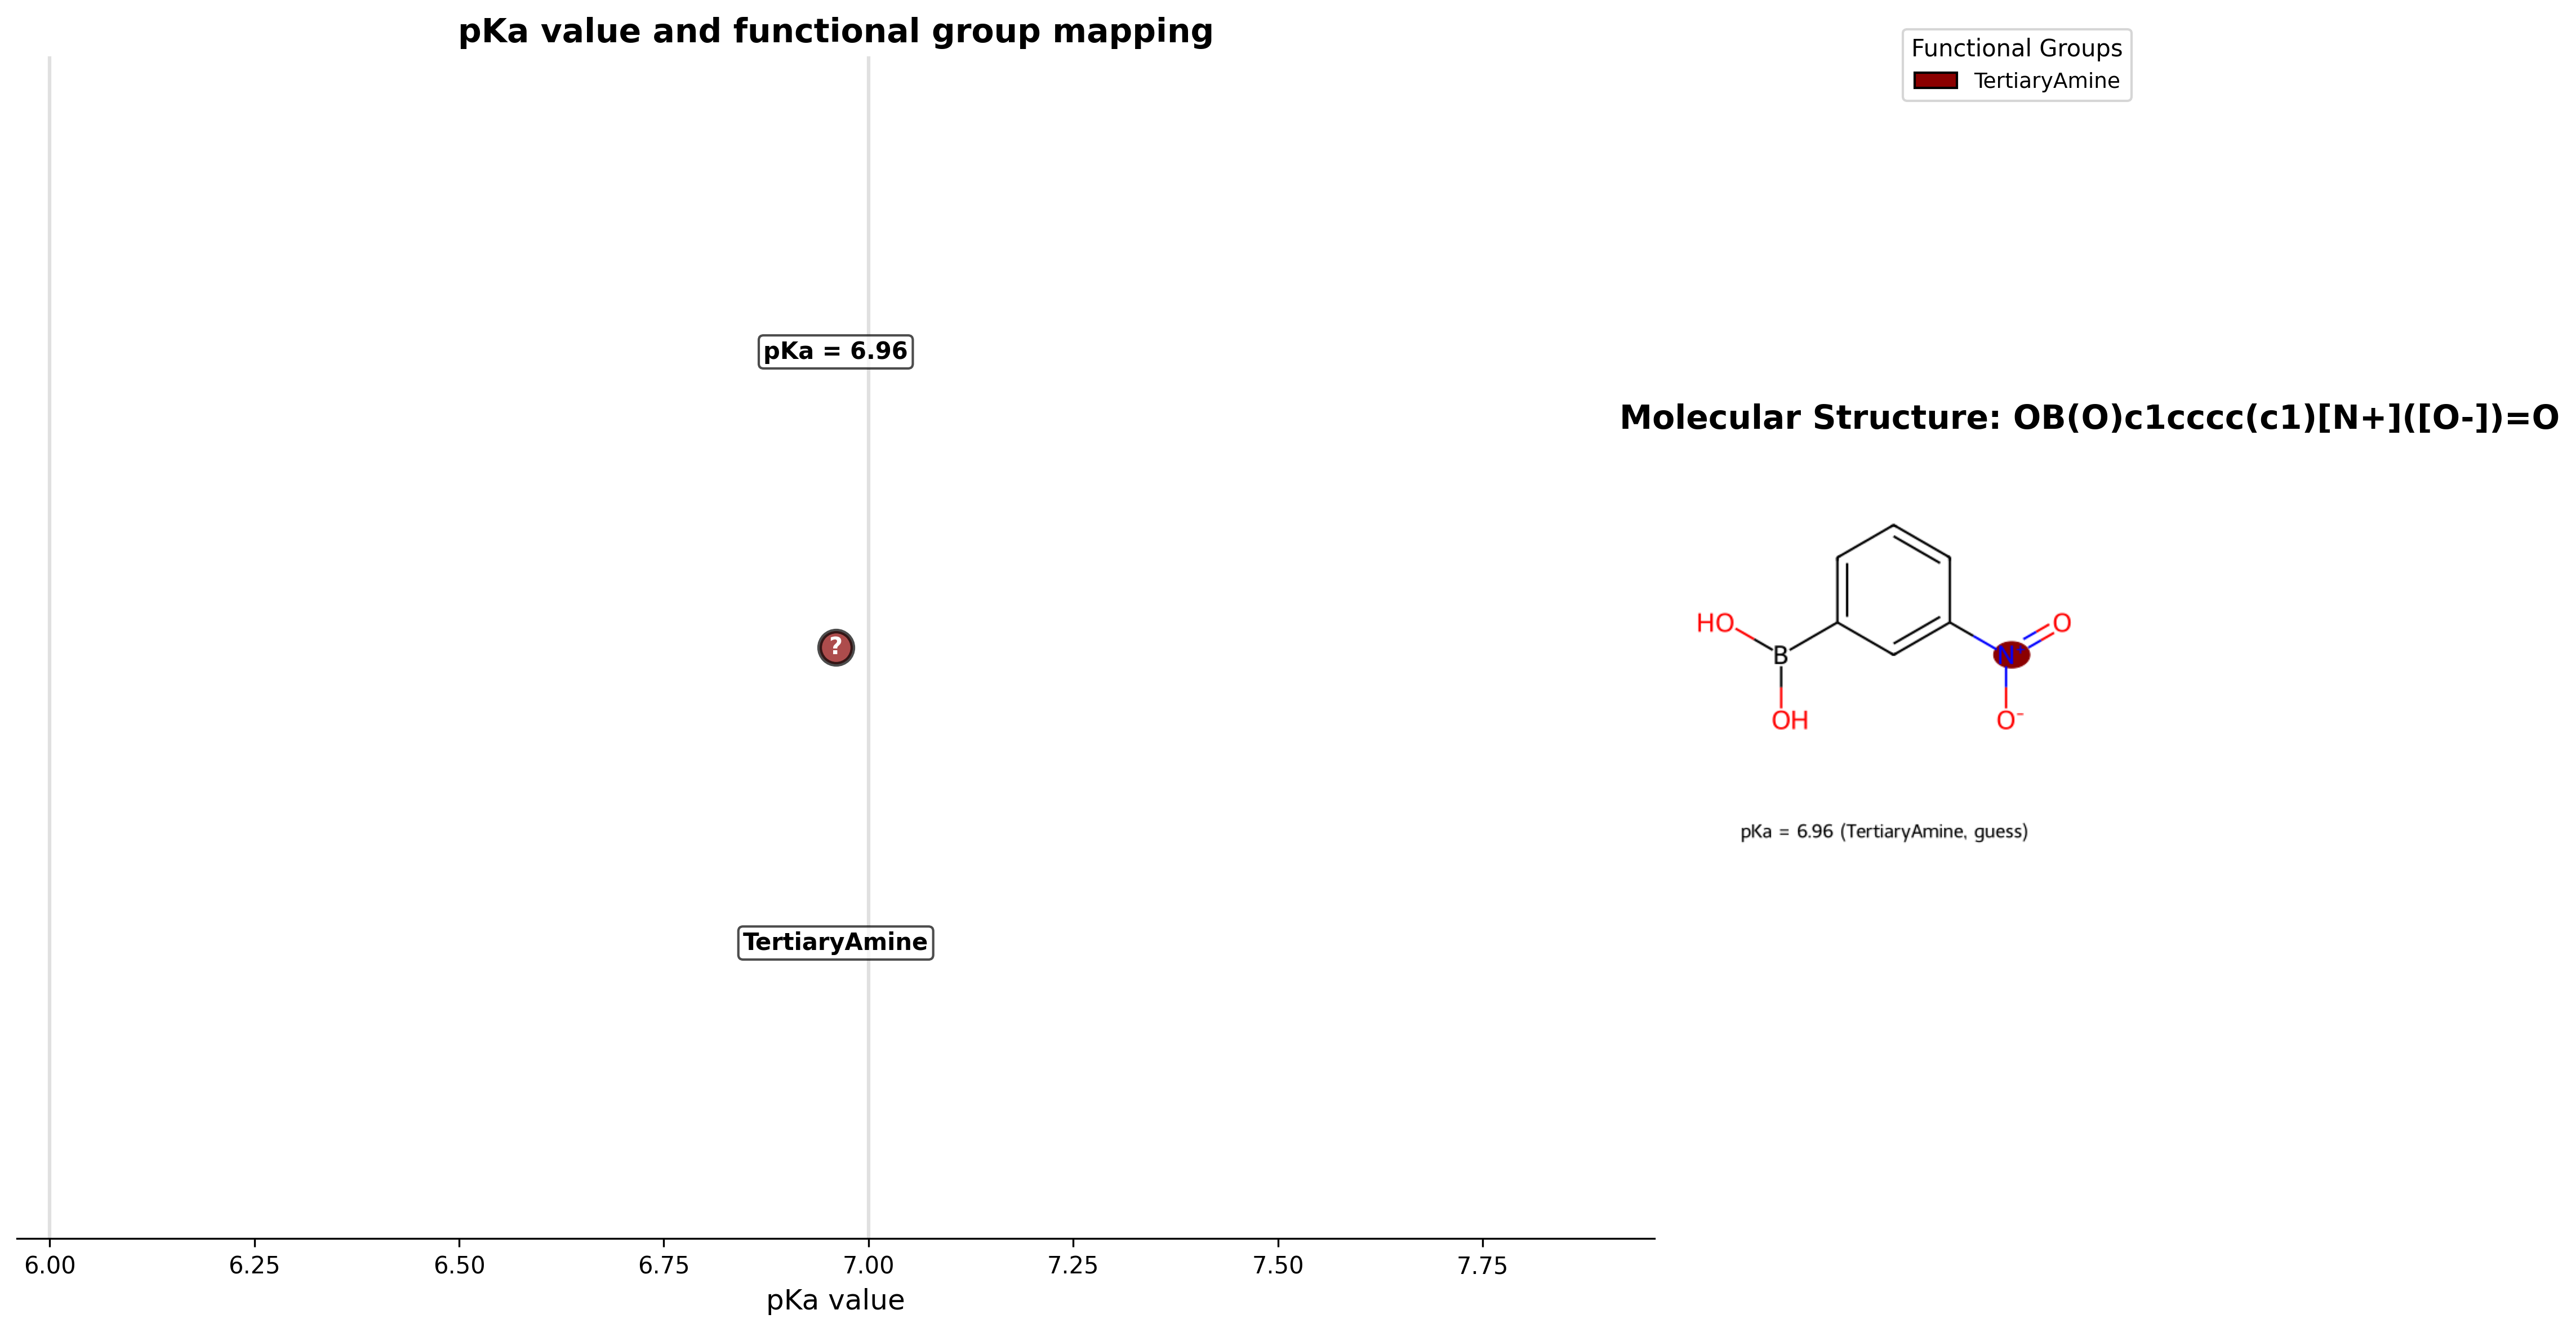 pKa value and functional group mapping
Functional Groups
TertiaryAmine
pKa = 6.96
?
TertiaryAmine
6.00 6.25 6.50 6.75 7.00 7.25 7.50 7.75
pKa value
Molecular Structure: OB(O)c1cccc(c1)[N+]([O-])=O
HO O
B N+
OH O-
pKa = 6.96 (TertiaryAmine, guess)